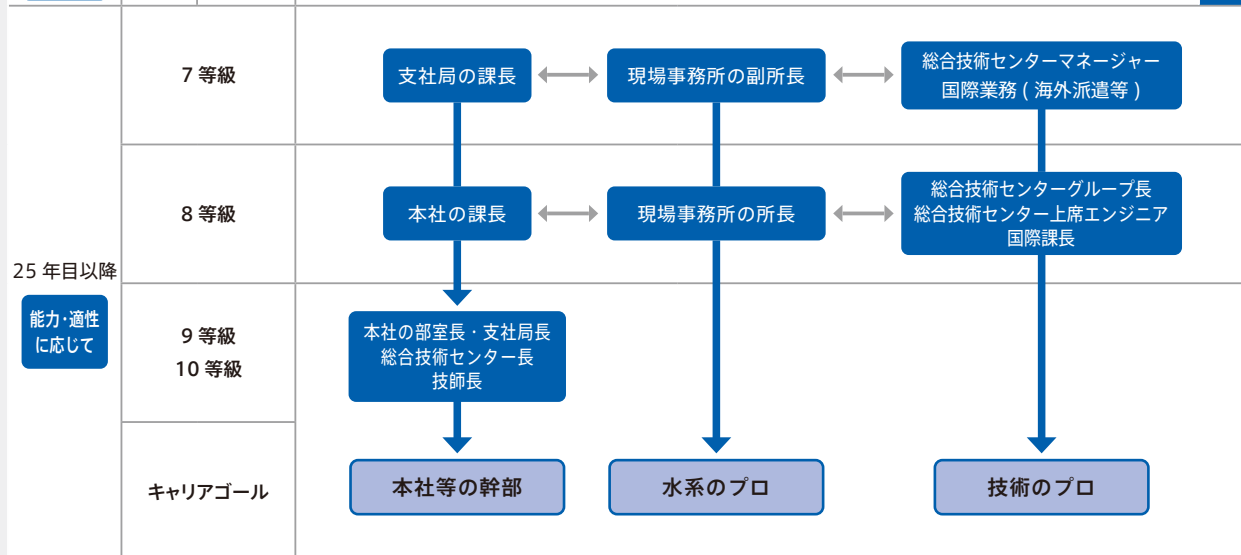 7 等級
支社局の課長
現場事務所の副所長
総合技術センターマネージャー
国際業務 ( 海外派遣等 )
25 年目以降
能力・適性
に応じて
8 等級
本社の課長
現場事務所の所長
総合技術センターグループ長
総合技術センター上席エンジニア
国際課長
9 等級
10 等級
本社の部室長・支社局長
総合技術センター長
技師長
キャリアゴール
本社等の幹部
水系のプロ
技術のプロ